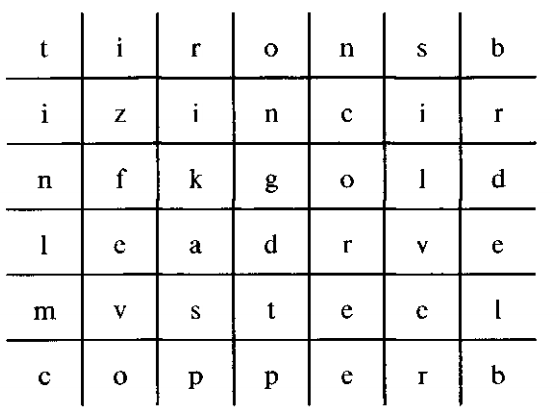 t i r o n s b
i z i n c i r
n f k g o l d
l e a d r v e
m v s t e e l
c o p p e r b